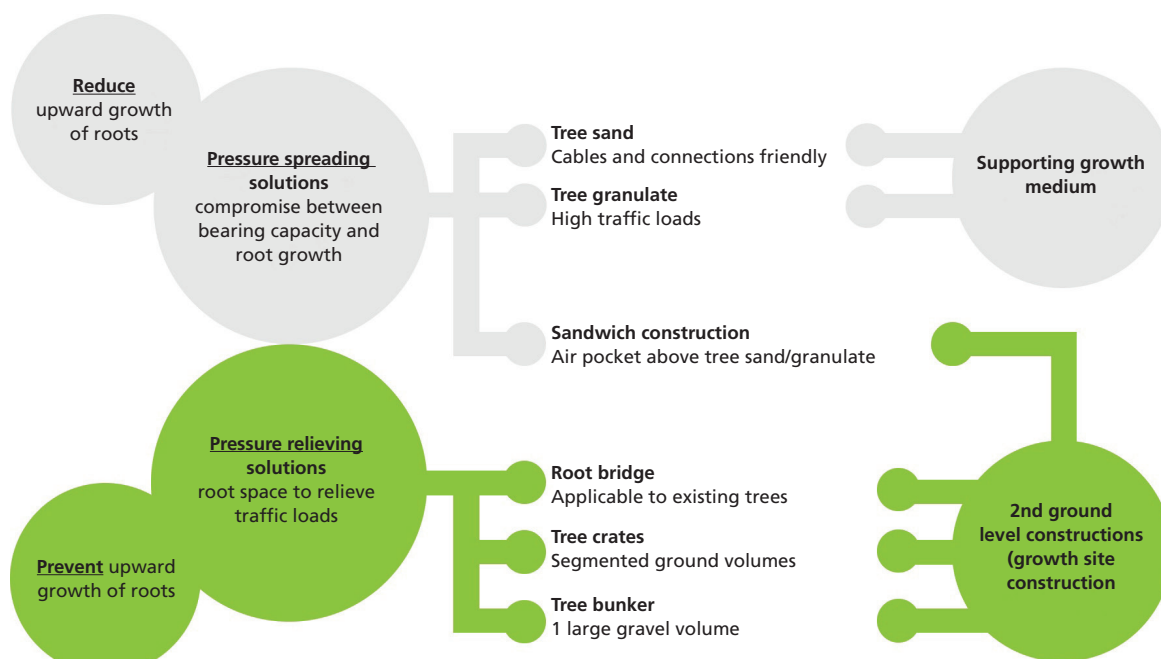 Reduce
upward growth
of roots
Pressure spreading
solutions
compromise between
bearing capacity and
root growth
Tree sand
Cables and connections friendly
Tree granulate
High traffic loads
Sandwich construction
Air pocket above tree sand/granulate
Supporting growth
medium
Pressure relieving
solutions
root space to relieve
traffic loads
Prevent upward
growth of roots
Root bridge
Applicable to existing trees
Tree crates
Segmented ground volumes
Tree bunker
1 large gravel volume
2nd ground
level constructions
(growth site
construction